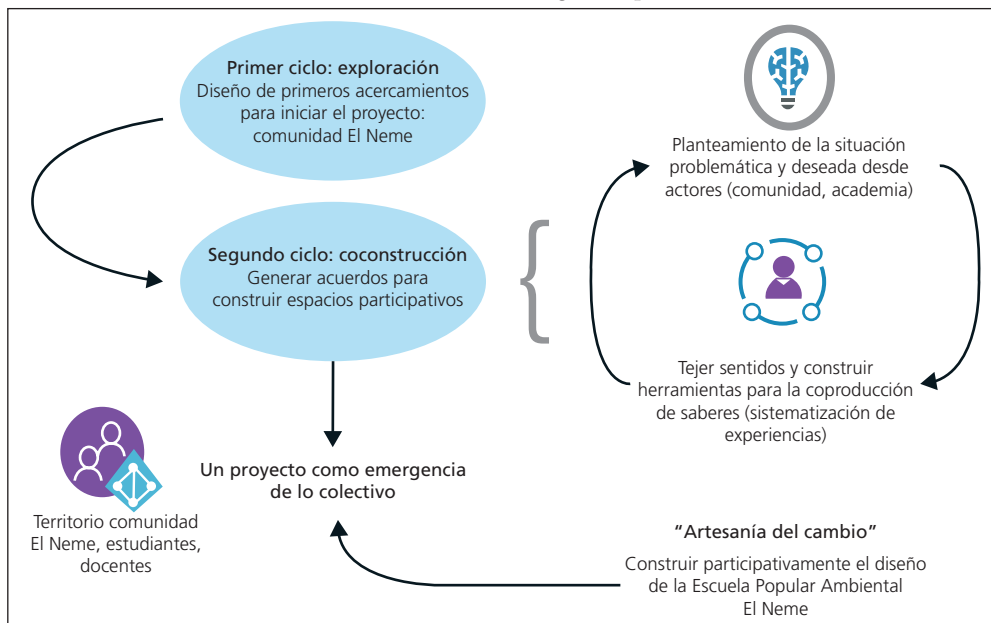 Primer ciclo: exploración
Diseño de primeros acercamientos
para iniciar el proyecto:
comunidad El Neme
Segundo ciclo: coconstrucción
Generar acuerdos para
construir espacios participativos
Planteamiento de la situación
problemática y deseada desde
actores (comunidad, academia)
Tejer sentidos y construir
herramientas para la coproducción
de saberes (sistematización de
experiencias)
Un proyecto como emergencia
de lo colectivo
Territorio comunidad
El Neme, estudiantes,
docentes
“Artesanía del cambio”
Construir participativamente el diseño
de la Escuela Popular Ambiental
El Neme